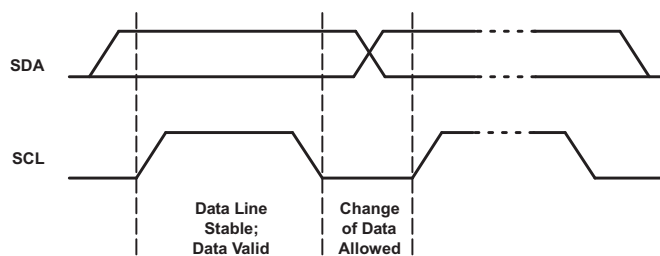 SDA
SCL
Data Line
Stable;
Data Valid
Change
of Data
Allowed